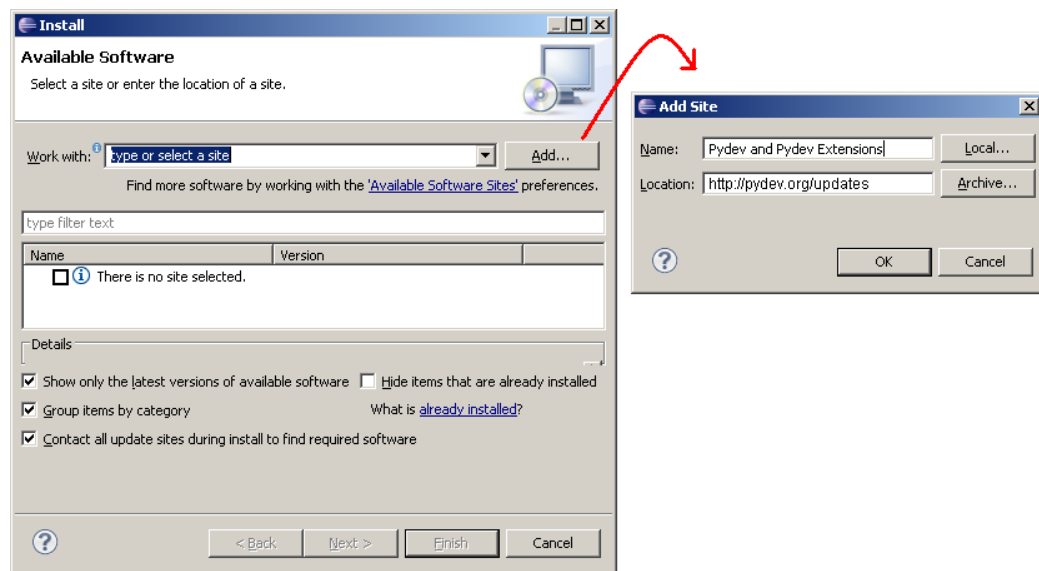 Install
Available Software
Select a site or enter the location of a site.
Work with: type or select a site Add...
Find more software by working with the 'Available Software Sites' preferences.
type filter text
Name Version
There is no site selected.
Details
Show only the latest versions of available software Hide items that are already installed
Group items by category What is already installed?
Contact all update sites during install to find required software
< Back Next > Finish Cancel
Add Site
Name: Pydev and Pydev Extensions Local...
Location: http://pydev.org/updates Archive...
OK Cancel